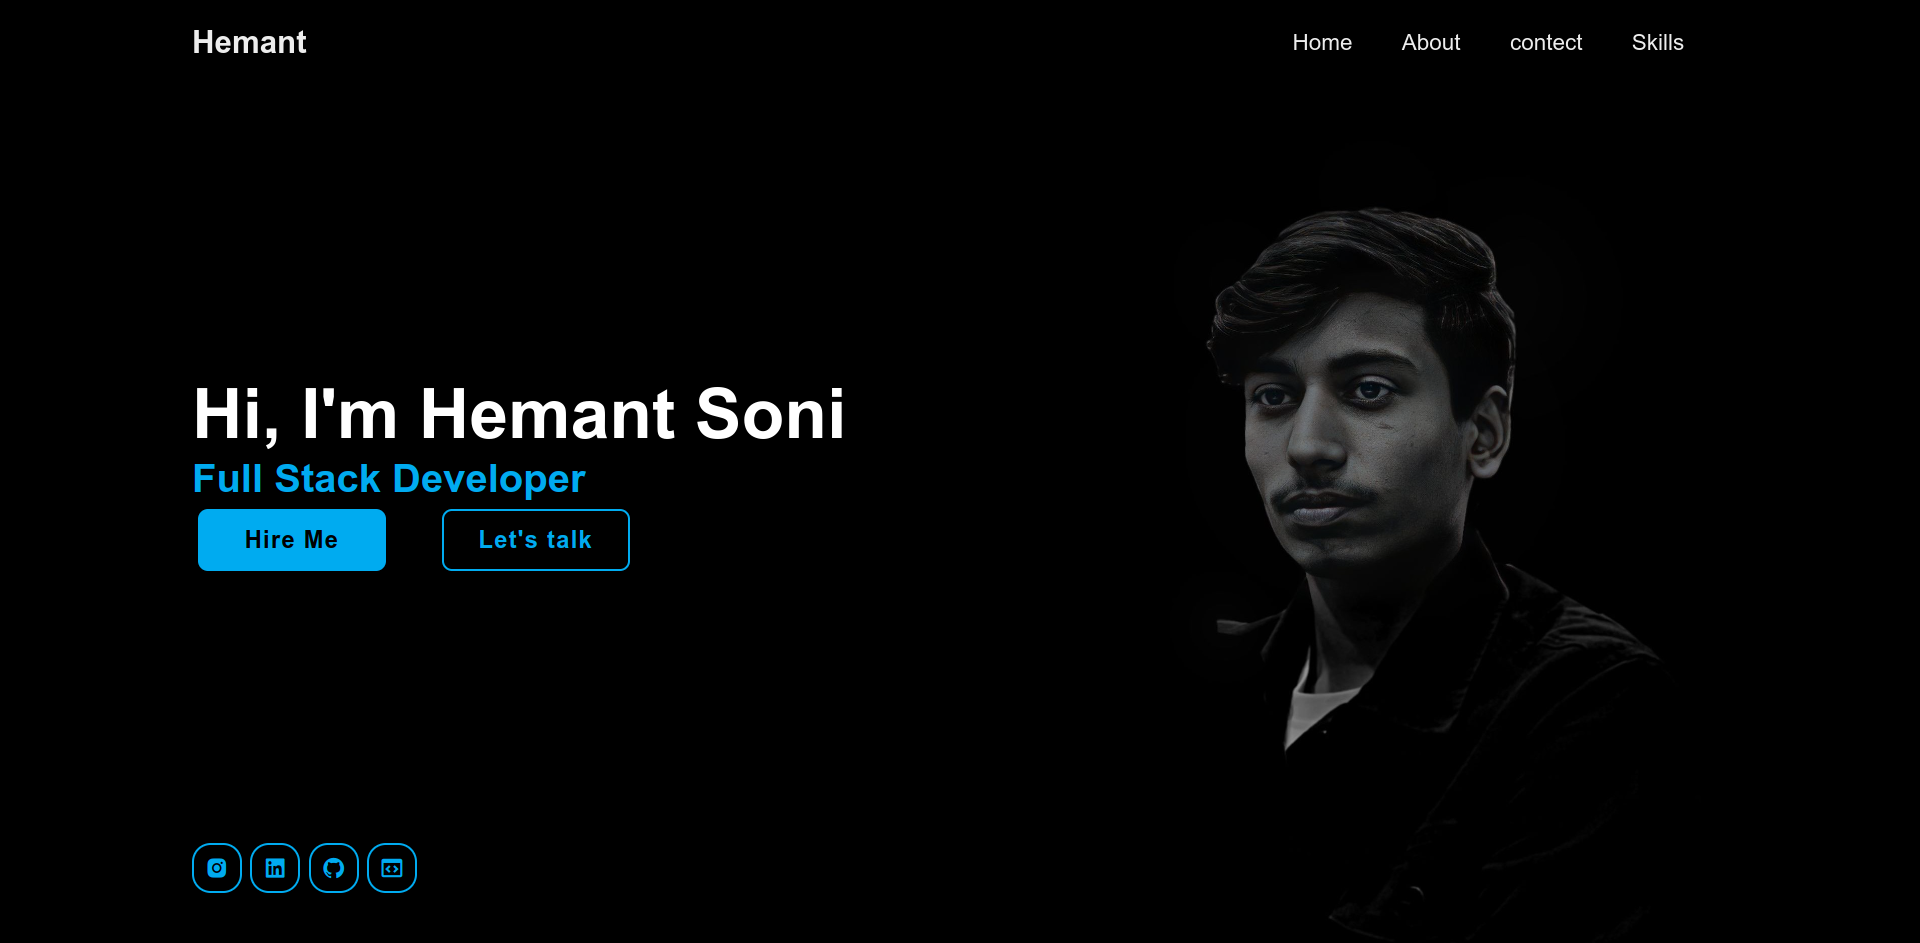 Hemant
Home About contect Skills
Hi, I'm Hemant Soni
Full Stack Developer
Hire Me Let's talk